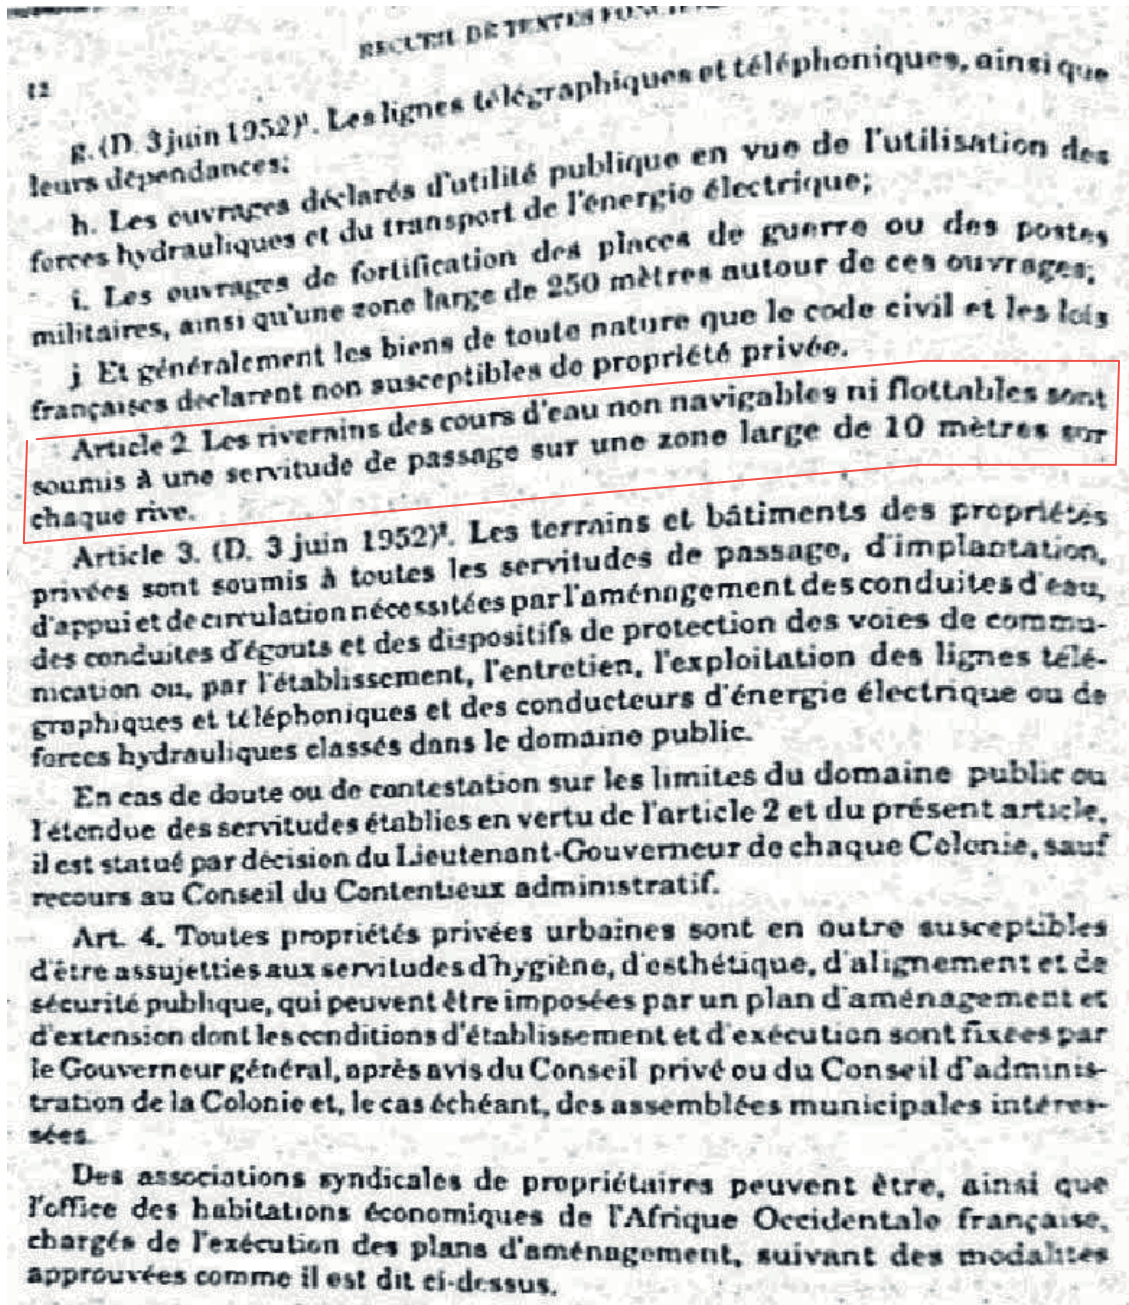 RECUEIL DE TEXTES
12
g. (D. 3 juin 1952)¹. Les lignes télégraphiques et téléphoniques, ainsi que
leurs dépendances;
h. Les ouvrages déclarés d'utilité publique en vue de l'utilisation des
forces hydrauliques et du transport de l'énergie électrique;
i. Les ouvrages de fortification des places de guerre ou des postes
militaires, ainsi qu'une zone large de 250 mètres autour de ces ouvrages;
j Et généralement les biens de toute nature que le code civil et les lois
françaises déclarent non susceptibles de propriété privée.
Article 2 Les riverains des cours d'eau non navigables ni flottables sont
soumis à une servitude de passage sur une zone large de 10 mètres sur
chaque rive.
Article 3. (D. 3 juin 1952)². Les terrains et bâtiments des propriétés
privées sont soumis à toutes les servitudes de passage, d'implantation,
d'appui et de circulation nécessitées par l'aménagement des conduites d'eau,
des conduites d'égouts et des dispositifs de protection des voies de commu-
nication ou, par l'établissement, l'entretien, l'exploitation des lignes télé-
graphiques et téléphoniques et des conducteurs d'énergie électrique ou de
forces hydrauliques classés dans le domaine public.
En cas de doute ou de contestation sur les limites du domaine public ou
l'étendue des servitudes établies en vertu de l'article 2 et du présent article,
il est statué par décision du Lieutenant-Gouverneur de chaque Colonie, sauf
recours au Conseil du Contentieux administratif.
Art. 4. Toutes propriétés privées urbaines sont en outre susceptibles
d'être assujetties aux servitudes d'hygiène, d'esthétique, d'alignement et de
sécurité publique, qui peuvent être imposées par un plan d'aménagement et
d'extension dont les conditions d'établissement et d'exécution sont fixées par
le Gouverneur général, après avis du Conseil privé ou du Conseil d'adminis-
tration de la Colonie et, le cas échéant, des assemblées municipales intéres-
sées.
Des associations syndicales de propriétaires peuvent être, ainsi que
l'office des habitations économiques de l'Afrique Occidentale française,
chargés de l'exécution des plans d'aménagement, suivant des modalités
approuvées comme il est dit ci-dessus.